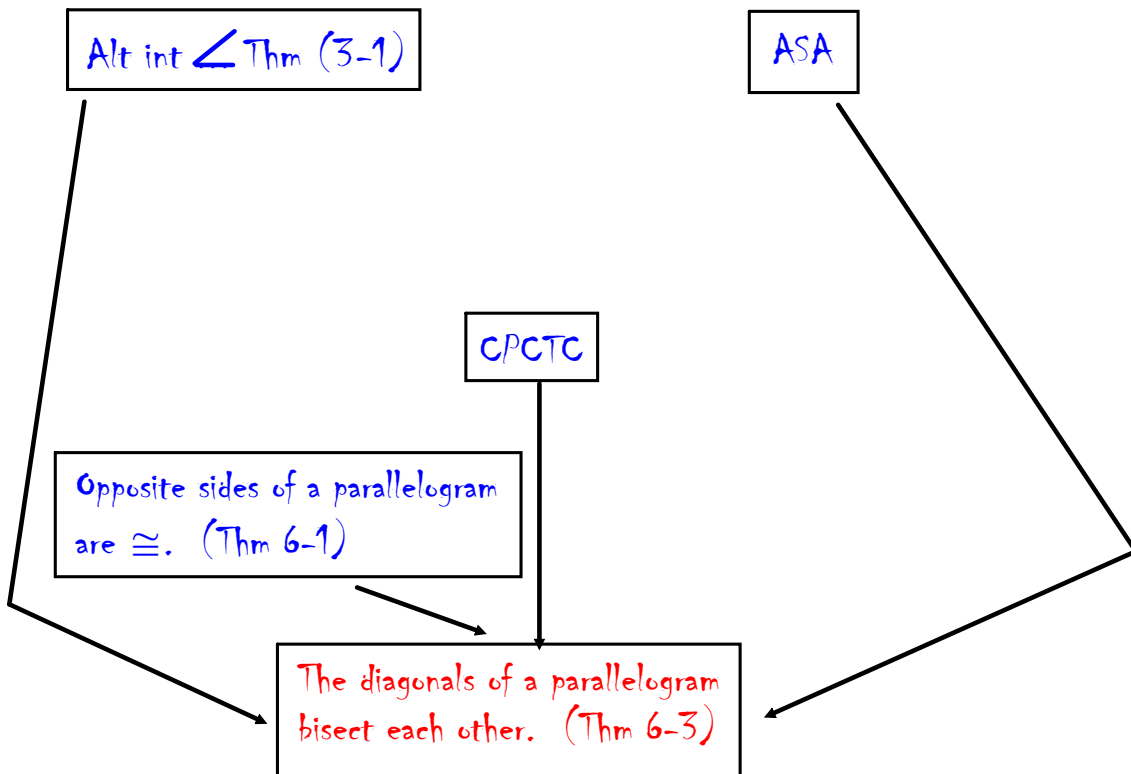 Alt int ∠ Thm (3-1)
ASA
CPCTC
Opposite sides of a parallelogram
are ≅. (Thm 6-1)
The diagonals of a parallelogram
bisect each other. (Thm 6-3)